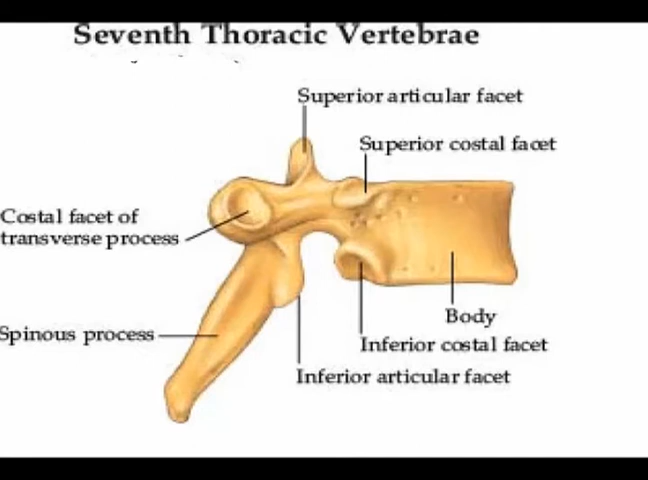 Seventh Thoracic Vertebrae
Superior articular facet
Superior costal facet
Costal facet of
transverse process
Body
Spinous process
Inferior costal facet
Inferior articular facet